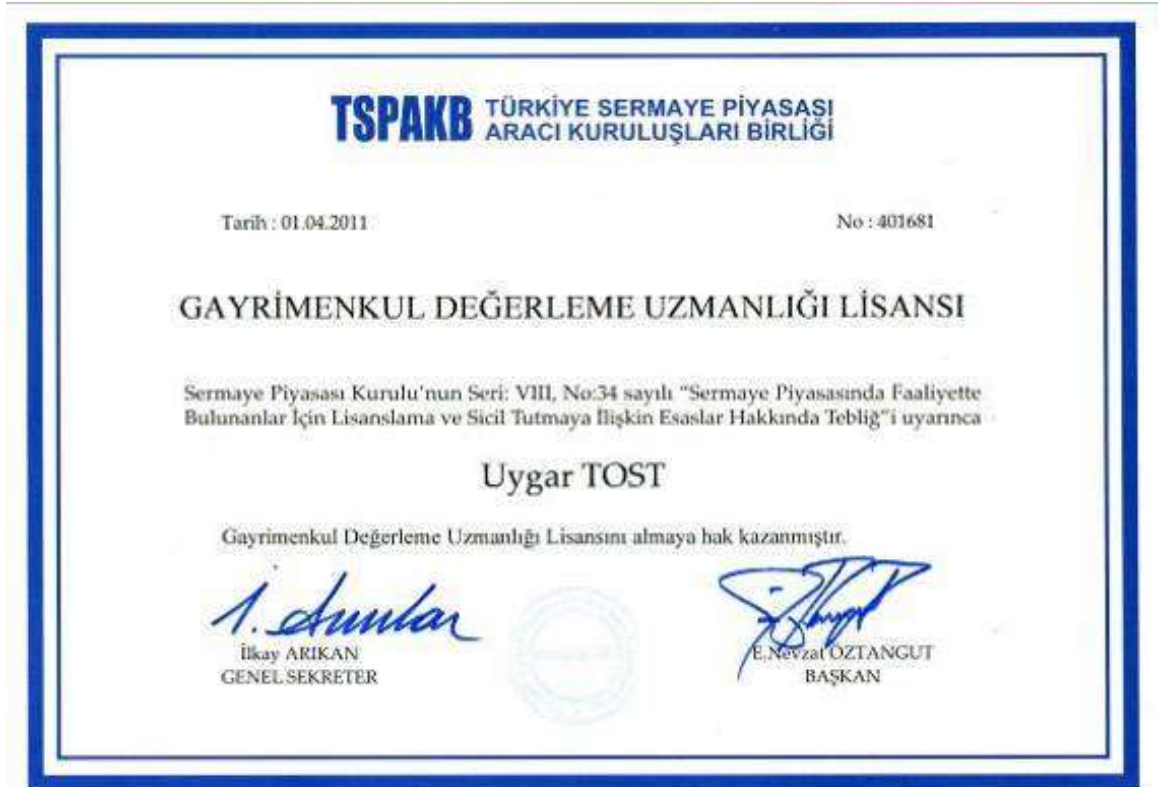 TSPAKB TÜRKİYE SERMAYE PİYASASI
ARACI KURULUŞLARI BİRLİĞİ
Tarih : 01.04.2011
No : 401681
GAYRİMENKUL DEĞERLEME UZMANLIĞI LİSANSI
Sermaye Piyasası Kurulu'nun Seri: VIII, No:34 sayılı "Sermaye Piyasasında Faaliyette
Bulunanlar İçin Lisanslama ve Sicil Tutmaya İlişkin Esaslar Hakkında Tebliğ"i uyarınca
Uygar TOST
Gayrimenkul Değerleme Uzmanlığı Lisansını almaya hak kazanmıştır.
İlkay ARIKAN
GENEL SEKRETER
E.Nevzat ÖZTANGUT
BAŞKAN